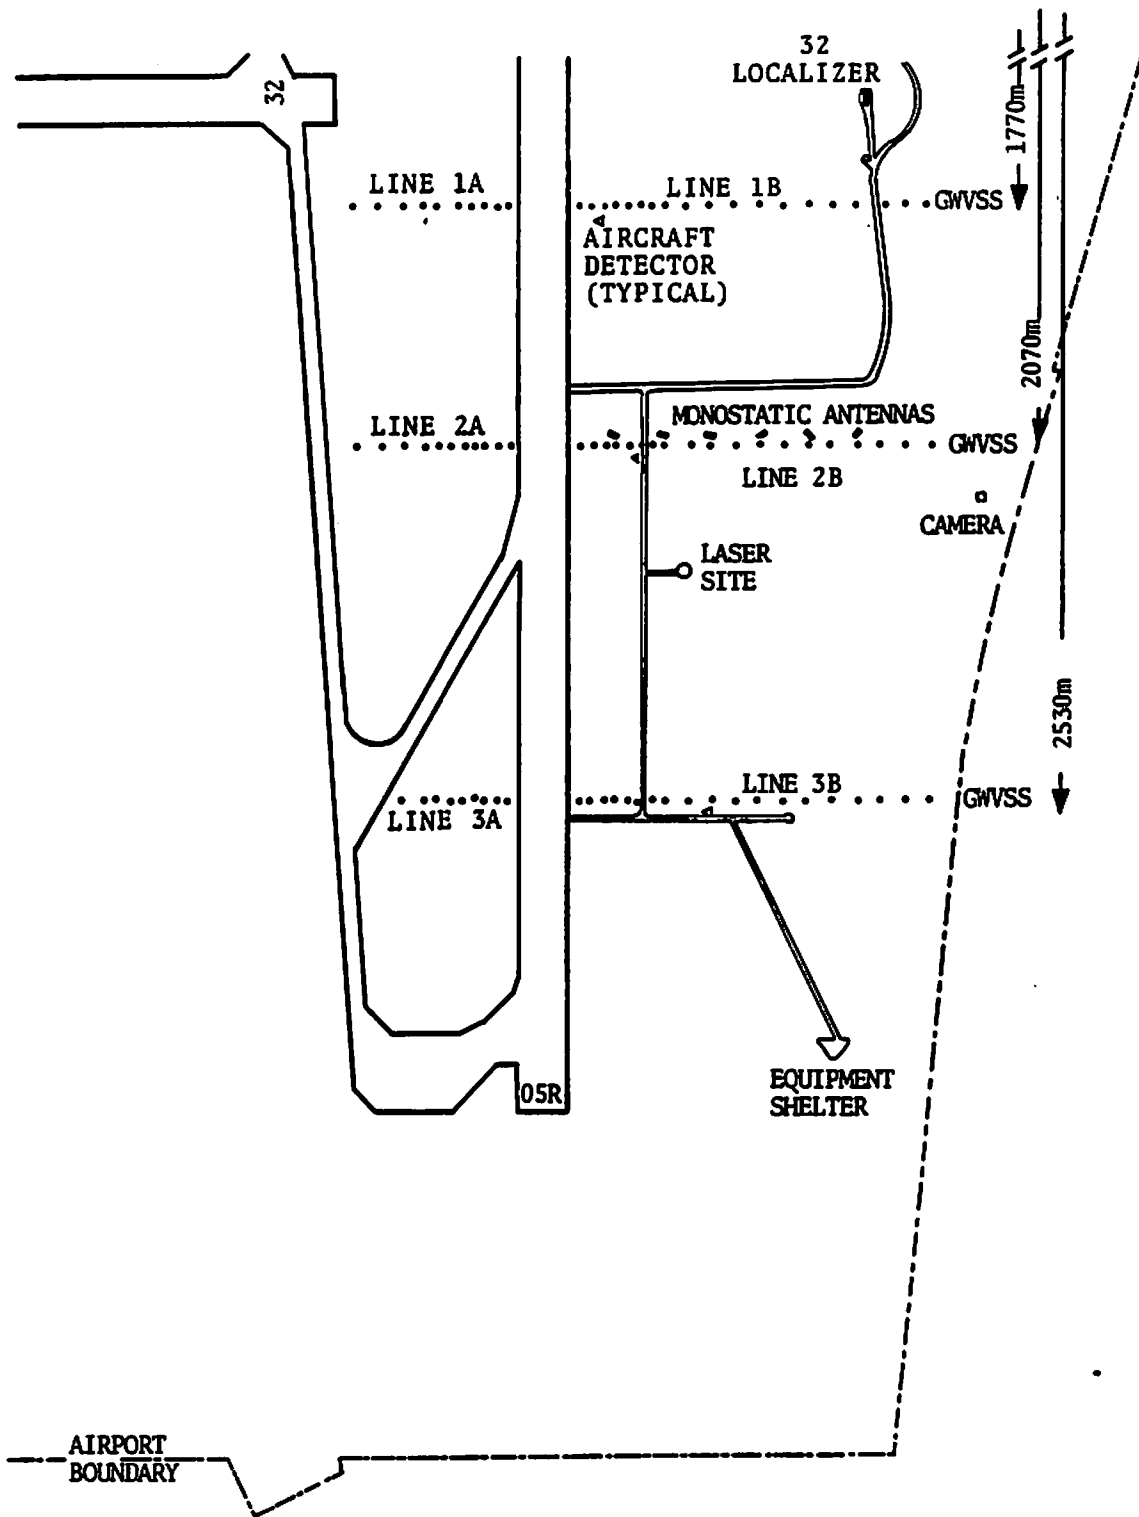 32
LOCALIZER
32
1770m
LINE 1A
LINE 1B
GWVSS
AIRCRAFT
DETECTOR
(TYPICAL)
2070m
MONOSTATIC ANTENNAS
LINE 2A
GWVSS
LINE 2B
CAMERA
LASER
SITE
2530m
LINE 3B
GWVSS
LINE 3A
05R
EQUIPMENT
SHELTER
AIRPORT
BOUNDARY